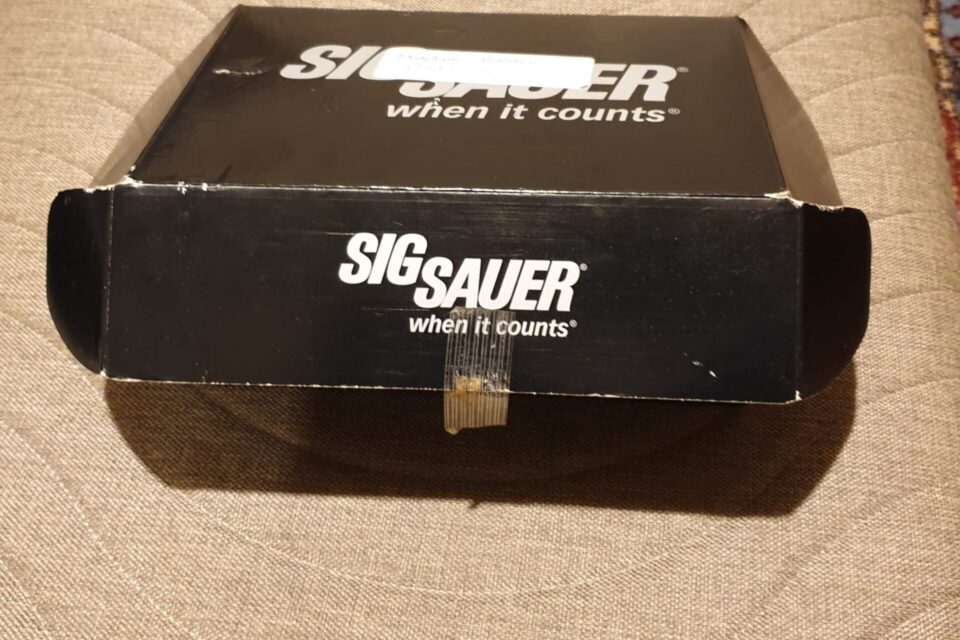 SIG SAUER®
when it counts®
SIG
SAUER®
when it counts®